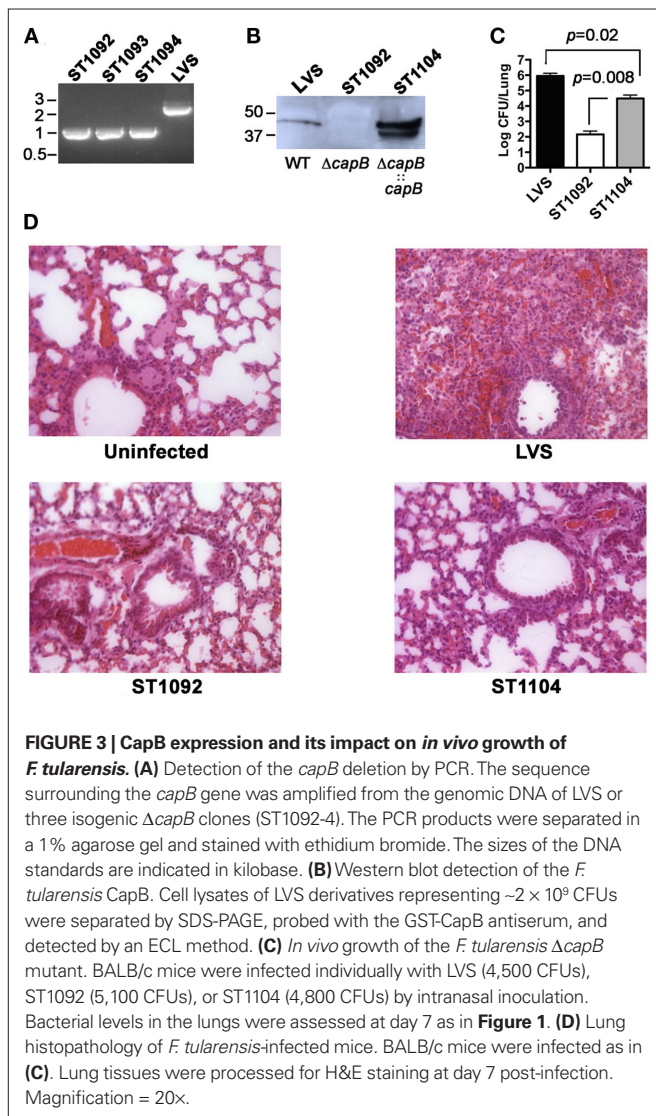 A
ST1092
ST1093
ST1094
LVS
3
2
1
0.5
B
LVS
ST1092
ST1104
50
37
WT
ΔcapB
ΔcapB
::
capB
C
p=0.02
p=0.008
Log CFU/Lung
7
6
5
4
3
2
1
0
LVS
ST1092
ST1104
D
Uninfected
LVS
ST1092
ST1104
FIGURE 3 | CapB expression and its impact on in vivo growth of
F. tularensis. (A) Detection of the capB deletion by PCR. The sequence
surrounding the capB gene was amplified from the genomic DNA of LVS or
three isogenic ΔcapB clones (ST1092-4). The PCR products were separated in
a 1% agarose gel and stained with ethidium bromide. The sizes of the DNA
standards are indicated in kilobase. (B) Western blot detection of the F.
tularensis CapB. Cell lysates of LVS derivatives representing ~2 × 10⁹ CFUs
were separated by SDS-PAGE, probed with the GST-CapB antiserum, and
detected by an ECL method. (C) In vivo growth of the F. tularensis ΔcapB
mutant. BALB/c mice were infected individually with LVS (4,500 CFUs),
ST1092 (5,100 CFUs), or ST1104 (4,800 CFUs) by intranasal inoculation.
Bacterial levels in the lungs were assessed at day 7 as in Figure 1. (D) Lung
histopathology of F. tularensis-infected mice. BALB/c mice were infected as in
(C). Lung tissues were processed for H&E staining at day 7 post-infection.
Magnification = 20×.